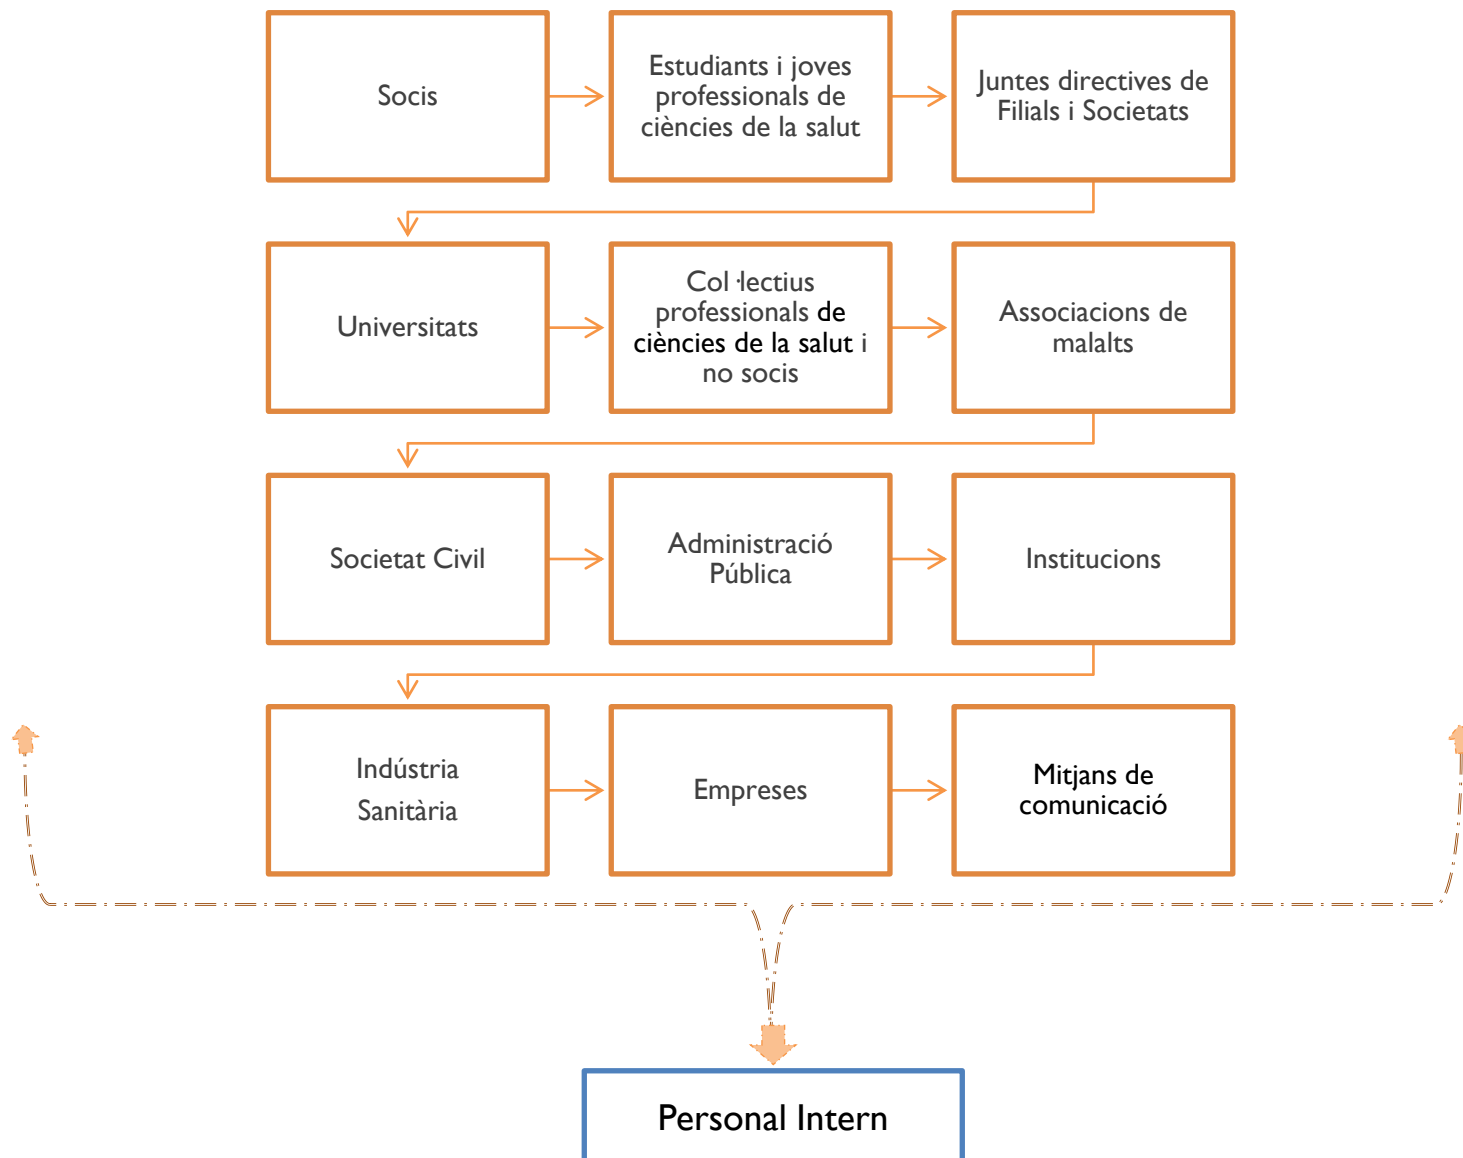 Socis
Estudiants i joves
professionals de
ciències de la salut
Juntes directives de
Filials i Societats
Universitats
Col·lectius
professionals de
ciències de la salut i
no socis
Associacions de
malalts
Societat Civil
Administració
Pública
Institucions
Indústria
Sanitària
Empreses
Mitjans de
comunicació
Personal Intern